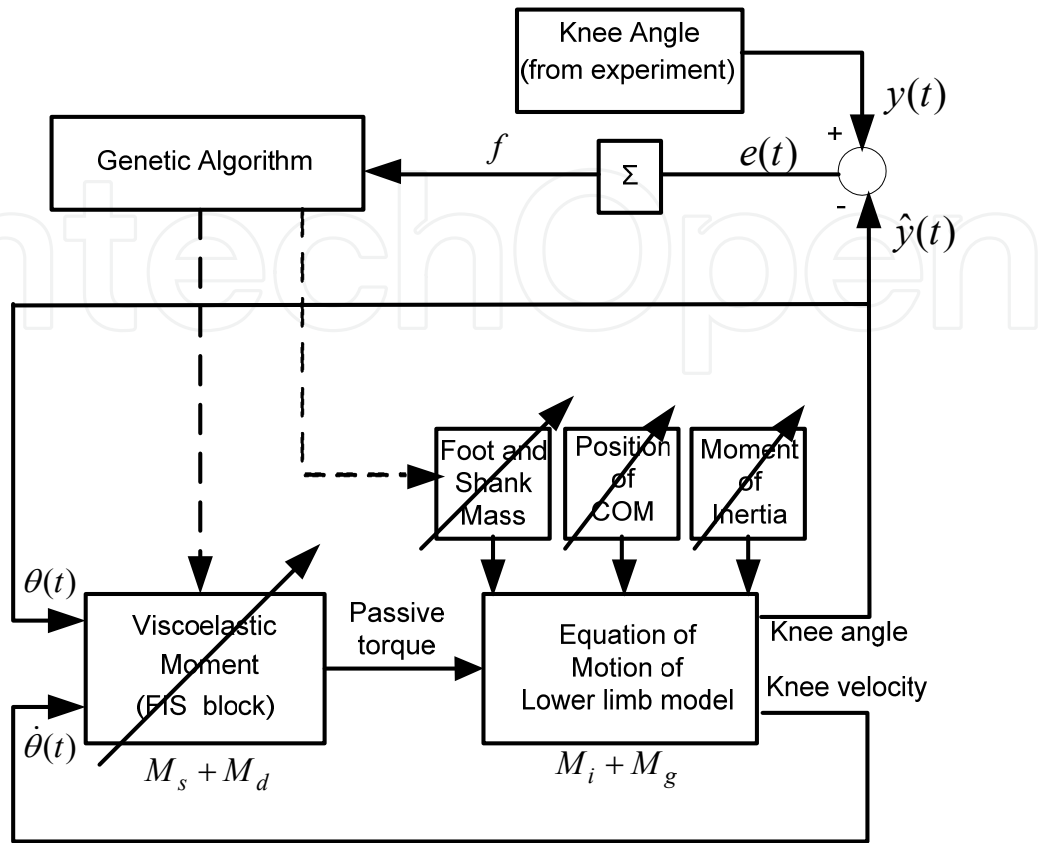 Knee Angle
(from experiment)
y(t)
+
Genetic Algorithm
f
Σ
e(t)
-
ŷ(t)
intechOpen
Foot and
Shank
Mass
Position
of
COM
Moment
of
Inertia
θ(t)
Viscoelastic
Moment
(FIS block)
Passive
torque
Equation of
Motion of
Lower limb model
Knee angle
Knee velocity
θ̇(t)
M_s + M_d
M_i + M_g